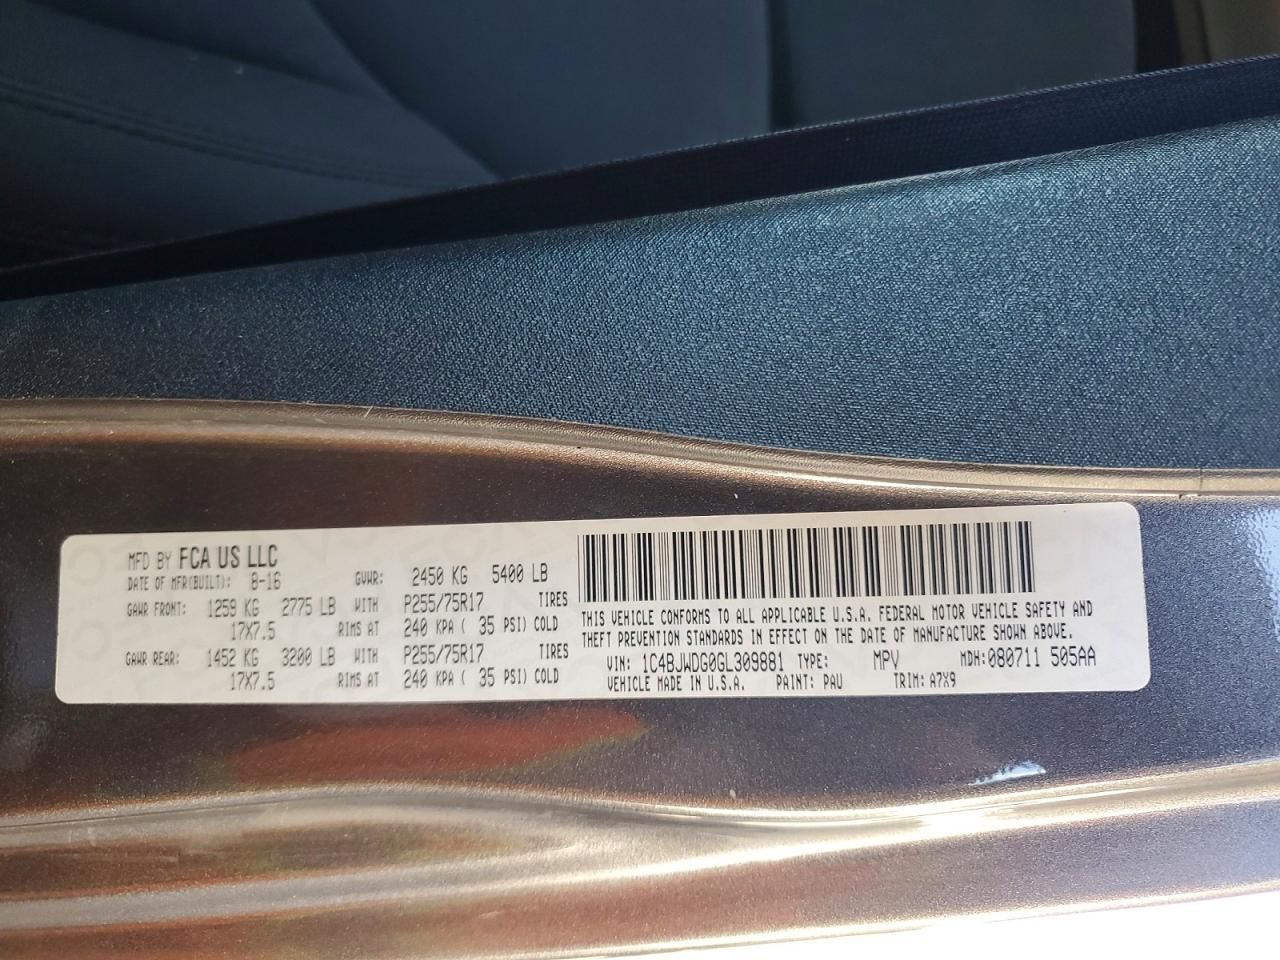 MFD BY FCA US LLC
DATE OF MFR(BUILT): 8-16 GVWR: 2450 KG 5400 LB
GAWR FRONT: 1259 KG 2775 LB WITH P255/75R17 TIRES
17X7.5 RIMS AT 240 KPA ( 35 PSI) COLD
GAWR REAR: 1452 KG 3200 LB WITH P255/75R17 TIRES
17X7.5 RIMS AT 240 KPA ( 35 PSI) COLD
THIS VEHICLE CONFORMS TO ALL APPLICABLE U.S.A. FEDERAL MOTOR VEHICLE SAFETY AND
THEFT PREVENTION STANDARDS IN EFFECT ON THE DATE OF MANUFACTURE SHOWN ABOVE.
VIN: 1C4BJWDG0GL309881 TYPE: MPV MDH:080711 505AA
VEHICLE MADE IN U.S.A. PAINT: PAU TRIM: A7X9